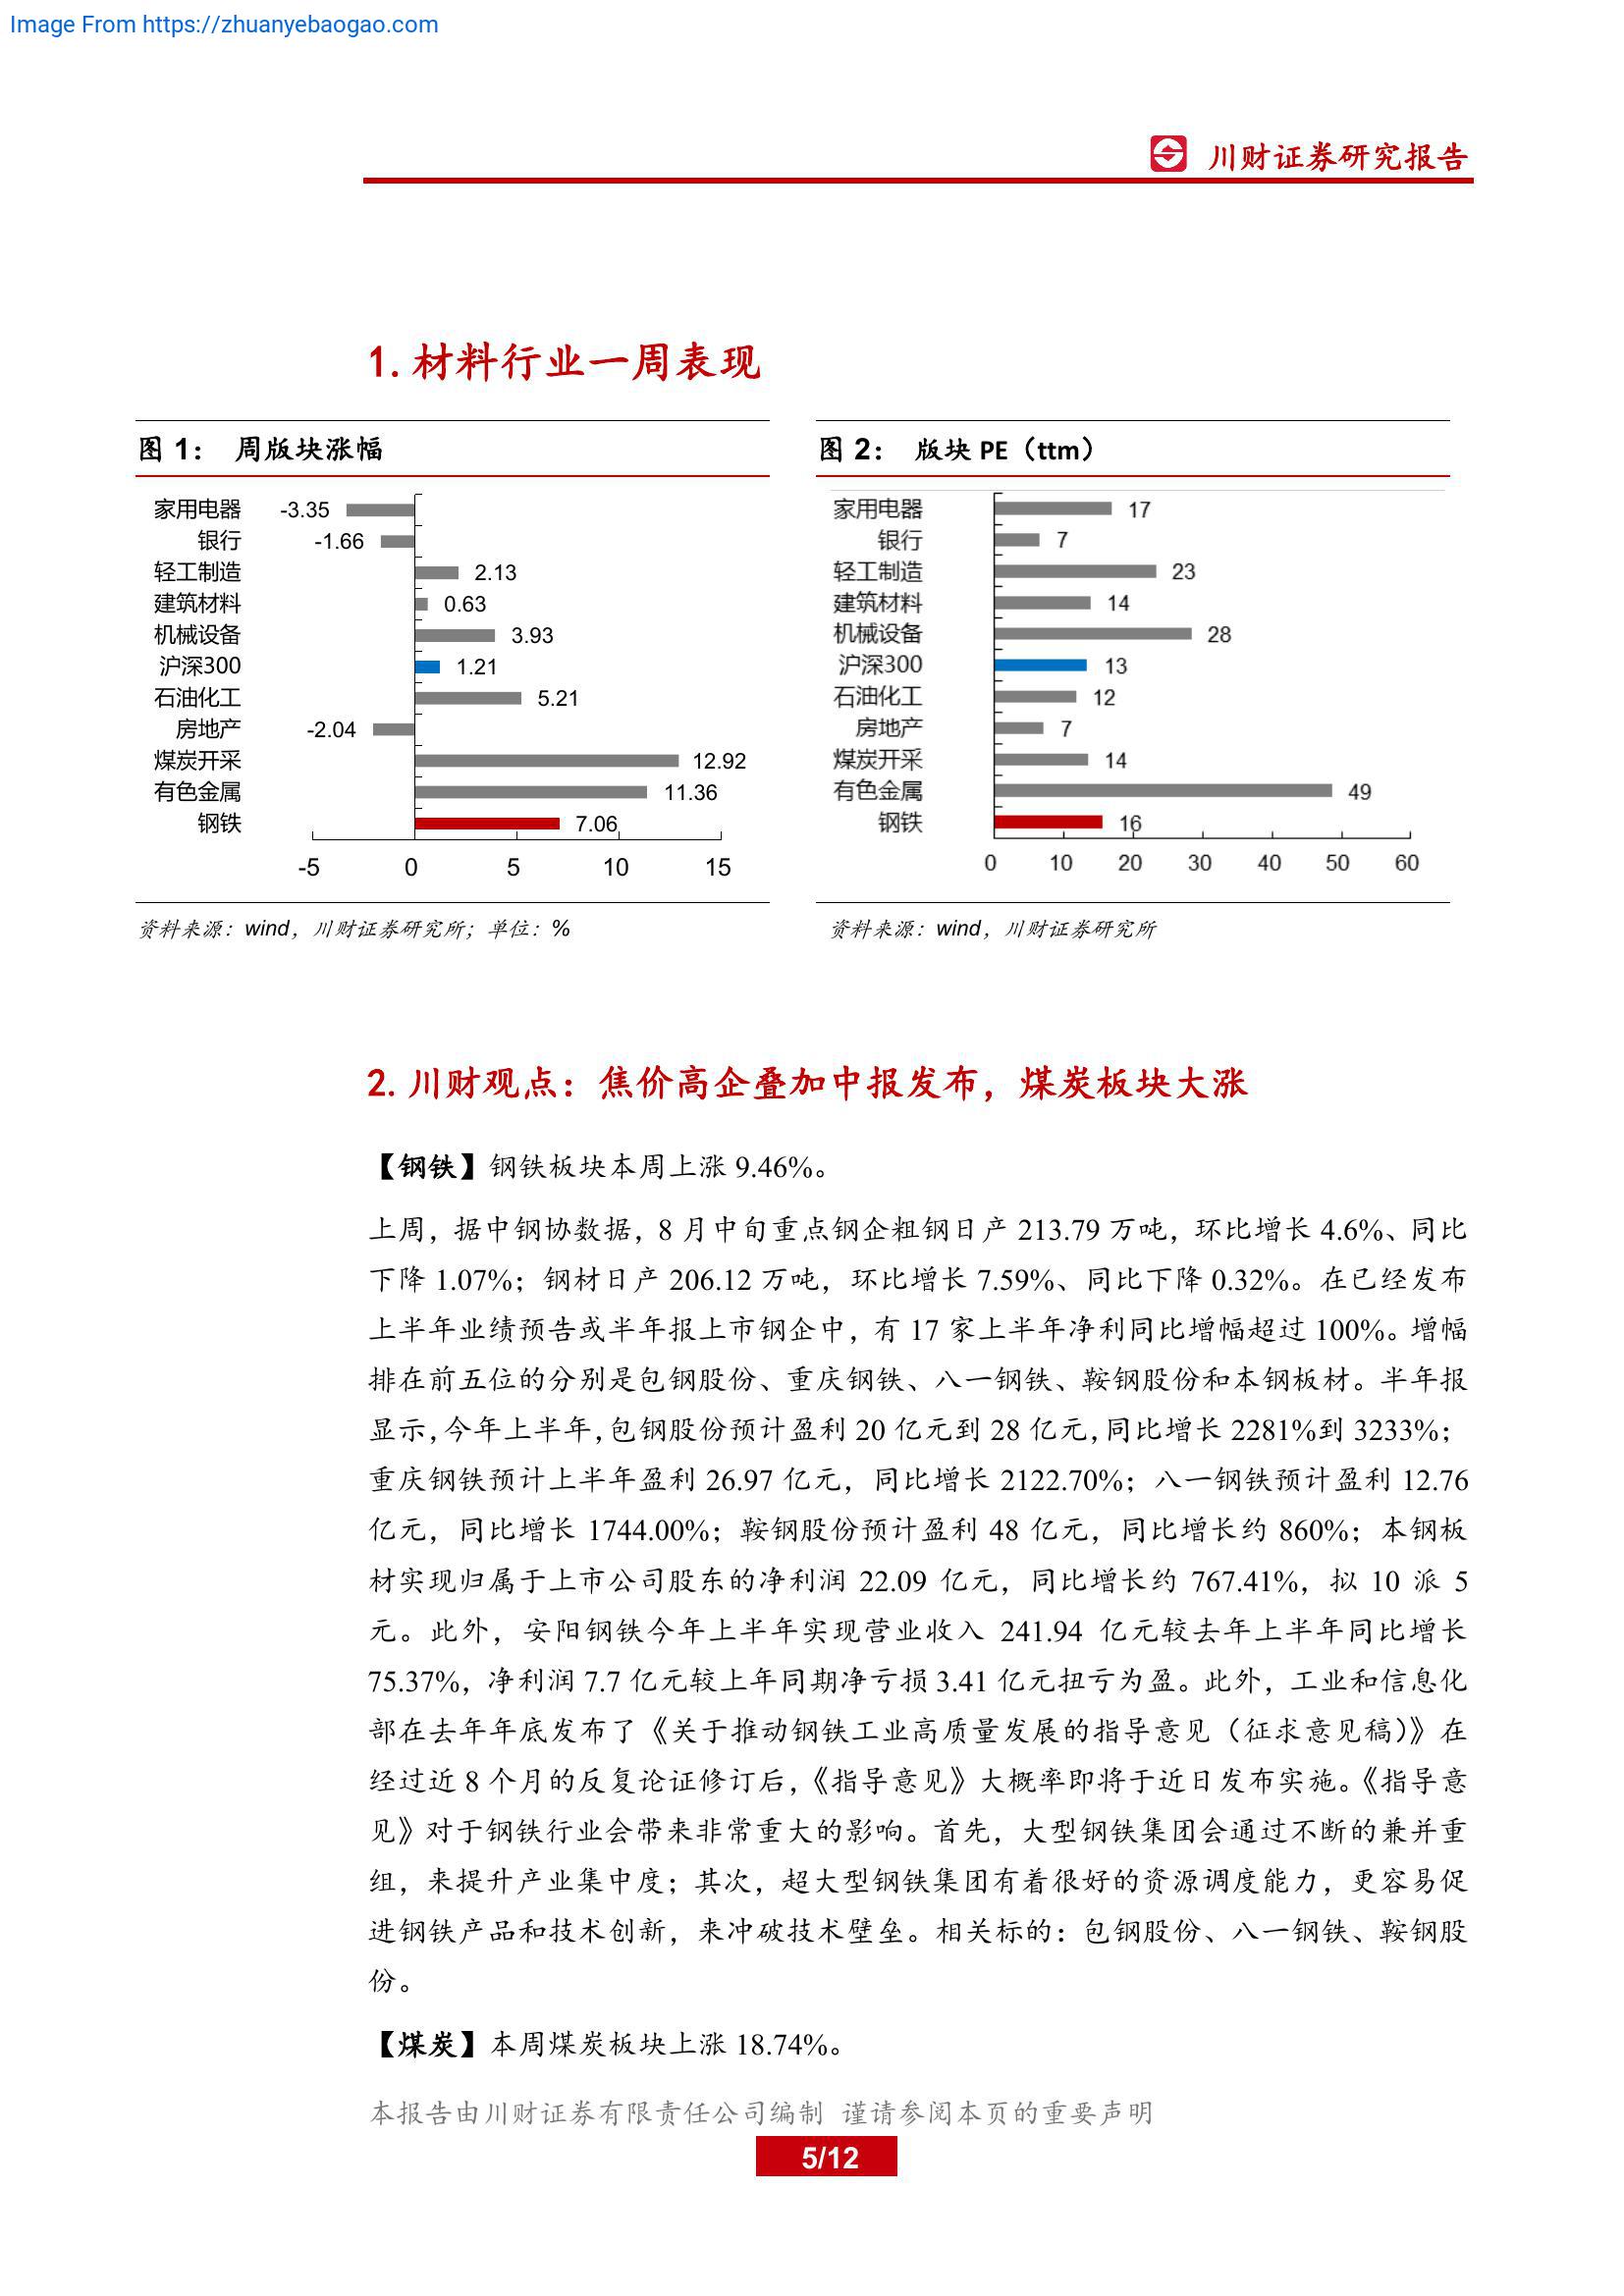 Image From https://zhuanyebaogao.com
川财证券研究报告
1.材料行业一周表现
图 1： 周版块涨幅
家用电器 -3.35
银行 -1.66
轻工制造 2.13
建筑材料 0.63
机械设备 3.93
沪深300 1.21
石油化工 5.21
房地产 -2.04
煤炭开采 12.92
有色金属 11.36
钢铁 7.06
-5 0 5 10 15
资料来源：wind，川财证券研究所；单位：%
图 2： 版块 PE（ttm）
家用电器 17
银行 7
轻工制造 23
建筑材料 14
机械设备 28
沪深300 13
石油化工 12
房地产 7
煤炭开采 14
有色金属 49
钢铁 16
0 10 20 30 40 50 60
资料来源：wind，川财证券研究所
2.川财观点：焦价高企叠加中报发布，煤炭板块大涨
【钢铁】钢铁板块本周上涨 9.46%。
上周，据中钢协数据，8 月中旬重点钢企粗钢日产 213.79 万吨，环比增长 4.6%、同比
下降 1.07%；钢材日产 206.12 万吨，环比增长 7.59%、同比下降 0.32%。在已经发布
上半年业绩预告或半年报上市钢企中，有 17 家上半年净利同比增幅超过 100%。增幅
排在前五位的分别是包钢股份、重庆钢铁、八一钢铁、鞍钢股份和本钢板材。半年报
显示，今年上半年，包钢股份预计盈利 20 亿元到 28 亿元，同比增长 2281%到 3233%；
重庆钢铁预计上半年盈利 26.97 亿元，同比增长 2122.70%；八一钢铁预计盈利 12.76
亿元，同比增长 1744.00%；鞍钢股份预计盈利 48 亿元，同比增长约 860%；本钢板
材实现归属于上市公司股东的净利润 22.09 亿元，同比增长约 767.41%，拟 10 派 5
元。此外，安阳钢铁今年上半年实现营业收入 241.94 亿元较去年上半年同比增长
75.37%，净利润 7.7 亿元较上年同期净亏损 3.41 亿元扭亏为盈。此外，工业和信息化
部在去年年底发布了《关于推动钢铁工业高质量发展的指导意见（征求意见稿）》在
经过近 8 个月的反复论证修订后，《指导意见》大概率即将于近日发布实施。《指导意
见》对于钢铁行业会带来非常重大的影响。首先，大型钢铁集团会通过不断的兼并重
组，来提升产业集中度；其次，超大型钢铁集团有着很好的资源调度能力，更容易促
进钢铁产品和技术创新，来冲破技术壁垒。相关标的：包钢股份、八一钢铁、鞍钢股
份。
【煤炭】本周煤炭板块上涨 18.74%。
本报告由川财证券有限责任公司编制 谨请参阅本页的重要声明
5/12